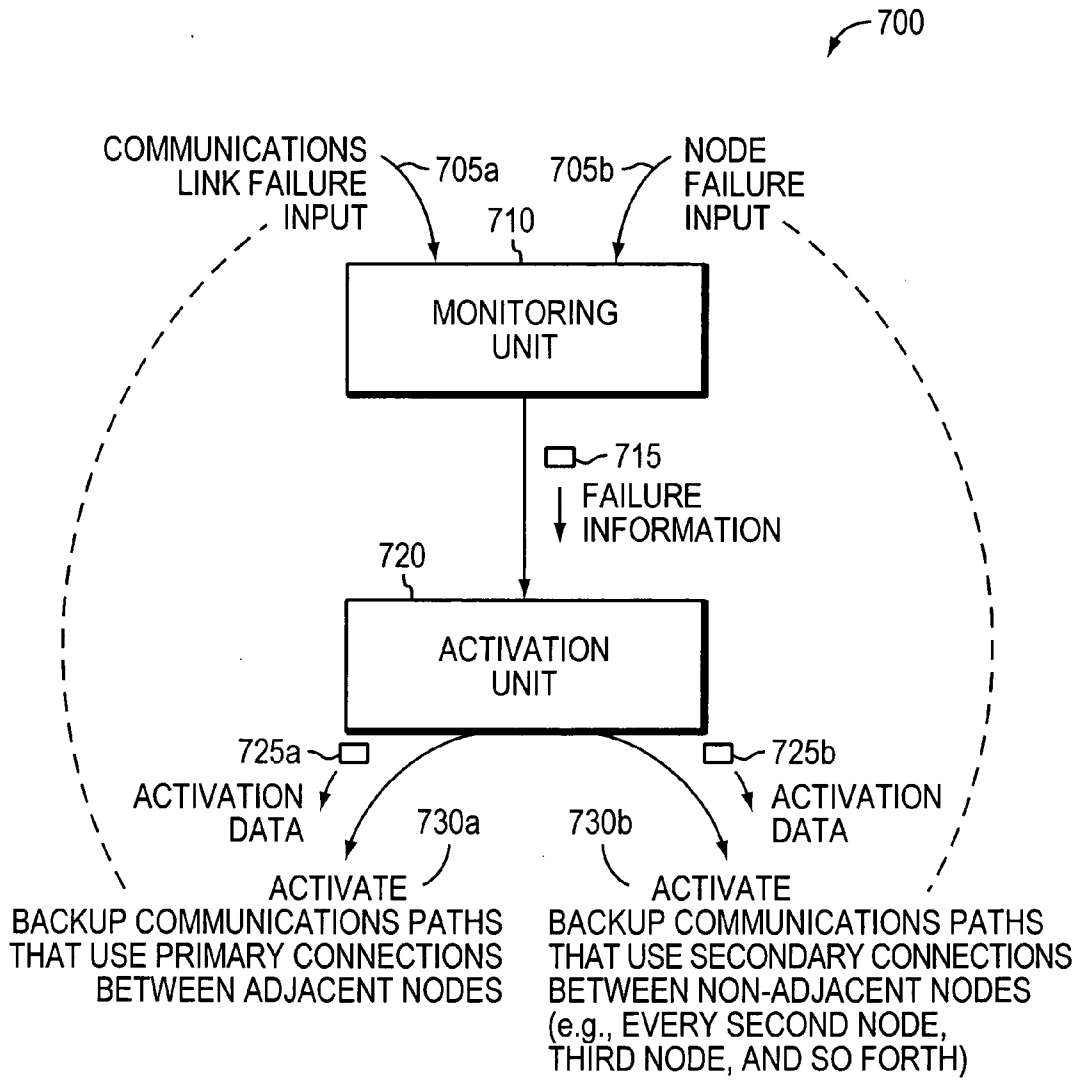 700
COMMUNICATIONS
LINK FAILURE
INPUT
705a
705b
NODE
FAILURE
INPUT
710
MONITORING
UNIT
715
FAILURE
INFORMATION
720
ACTIVATION
UNIT
725a
725b
ACTIVATION
DATA
ACTIVATION
DATA
730a
730b
ACTIVATE
BACKUP COMMUNICATIONS PATHS
THAT USE PRIMARY CONNECTIONS
BETWEEN ADJACENT NODES
ACTIVATE
BACKUP COMMUNICATIONS PATHS
THAT USE SECONDARY CONNECTIONS
BETWEEN NON-ADJACENT NODES
(e.g., EVERY SECOND NODE,
THIRD NODE, AND SO FORTH)